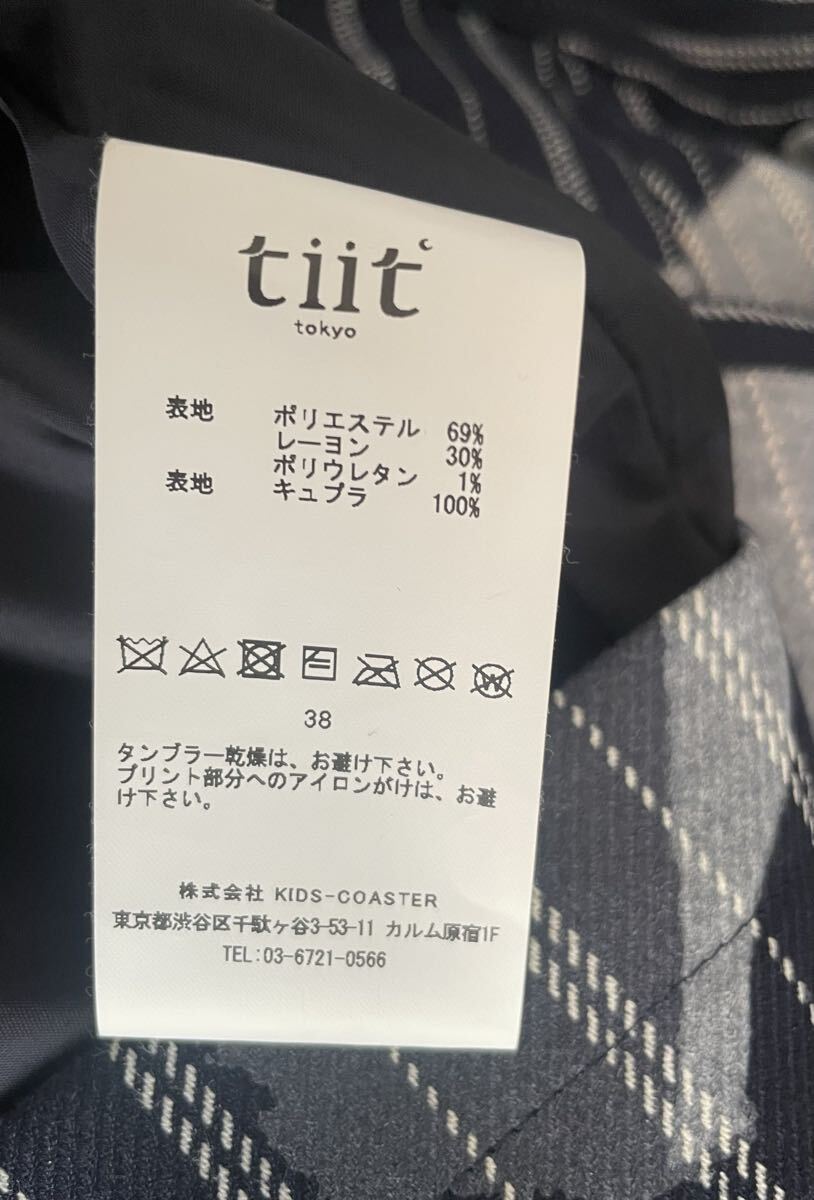 tiit
tokyo
表地 ポリエステル 69%
レーヨン 30%
ポリウレタン 1%
表地 キュプラ 100%
W
38
タンブラー乾燥は、お避け下さい。
プリント部分へのアイロンがけは、お避
け下さい。
株式会社 KIDS-COASTER
東京都渋谷区千駄ヶ谷3-53-11 カルム原宿1F
TEL:03-6721-0566